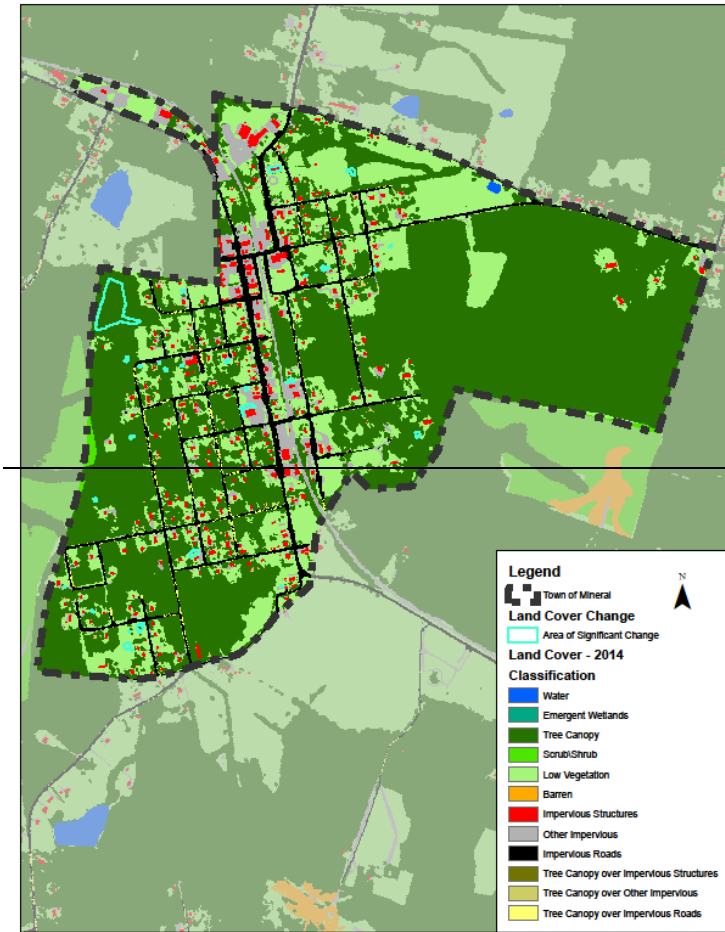 Legend
N
Town of Mineral
Land Cover Change
Area of Significant Change
Land Cover - 2014
Classification
Water
Emergent Wetlands
Tree Canopy
Scrub\Shrub
Low Vegetation
Barren
Impervious Structures
Other Impervious
Impervious Roads
Tree Canopy over Impervious Structures
Tree Canopy over Other Impervious
Tree Canopy over Impervious Roads